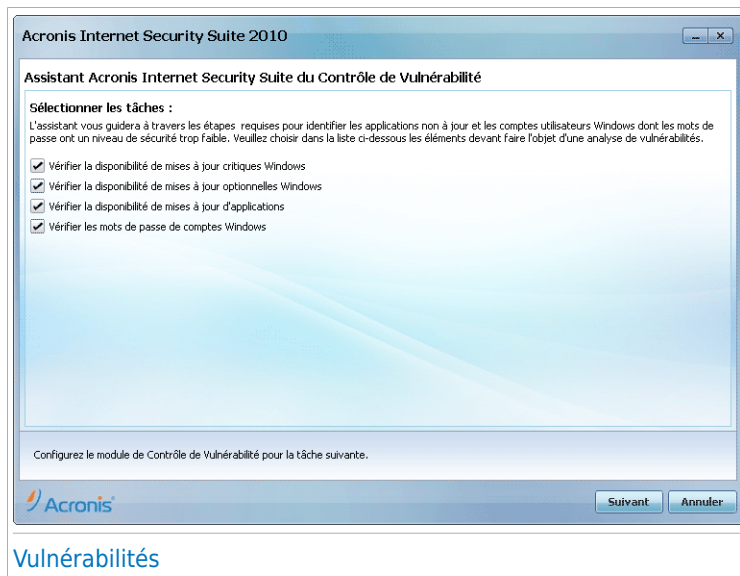 Acronis Internet Security Suite 2010
Assistant Acronis Internet Security Suite du Contrôle de Vulnérabilité
Sélectionner les tâches :
L'assistant vous guidera à travers les étapes requises pour identifier les applications non à jour et les comptes utilisateurs Windows dont les mots de
passe ont un niveau de sécurité trop faible. Veuillez choisir dans la liste ci-dessous les éléments devant faire l'objet d'une analyse de vulnérabilités.
Vérifier la disponibilité de mises à jour critiques Windows
Vérifier la disponibilité de mises à jour optionnelles Windows
Vérifier la disponibilité de mises à jour d'applications
Vérifier les mots de passe de comptes Windows
Configurez le module de Contrôle de Vulnérabilité pour la tâche suivante.
Acronis
Suivant Annuler
Vulnérabilités